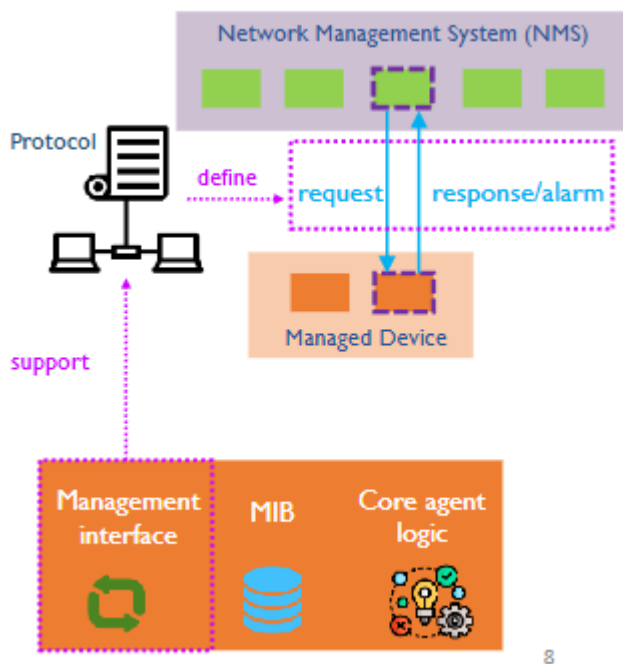 Network Management System (NMS)
Protocol
define
request
response/alarm
Managed Device
support
Management
interface
MIB
Core agent
logic
8